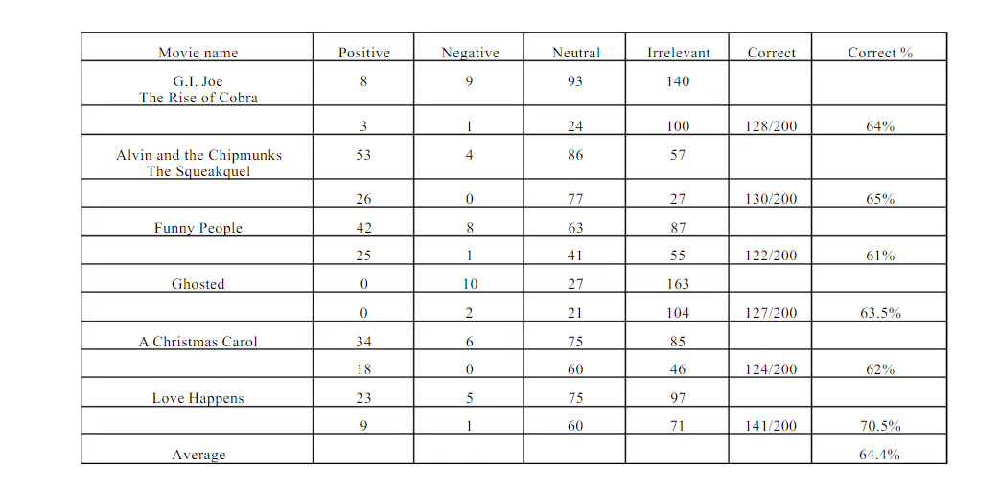 Movie name Positive Negative Neutral Irrelevant Correct Correct %
G.I. Joe 8 9 93 140
The Rise of Cobra
3 1 24 100 128/200 64%
Alvin and the Chipmunks 53 4 86 57
The Squeakquel
26 0 77 27 130/200 65%
Funny People 42 8 63 87
25 1 41 55 122/200 61%
Ghosted 0 10 27 163
0 2 21 104 127/200 63.5%
A Christmas Carol 34 6 75 85
18 0 60 46 124/200 62%
Love Happens 23 5 75 97
9 1 60 71 141/200 70.5%
Average 64.4%